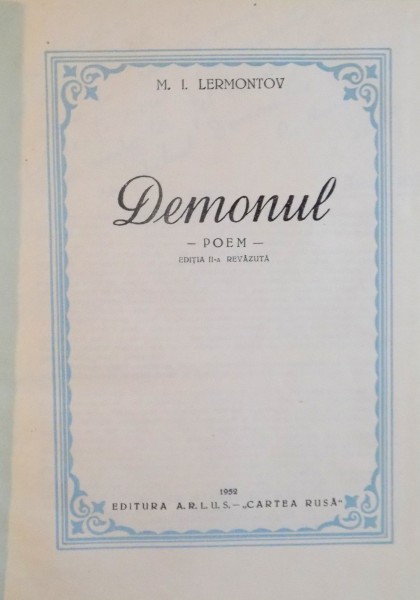 M. I. LERMONTOV
Demonul
— POEM —
EDIȚIA II-a REVĂZUTĂ
1952
EDITURA A.R.L.U.S. — „CARTEA RUSĂ"